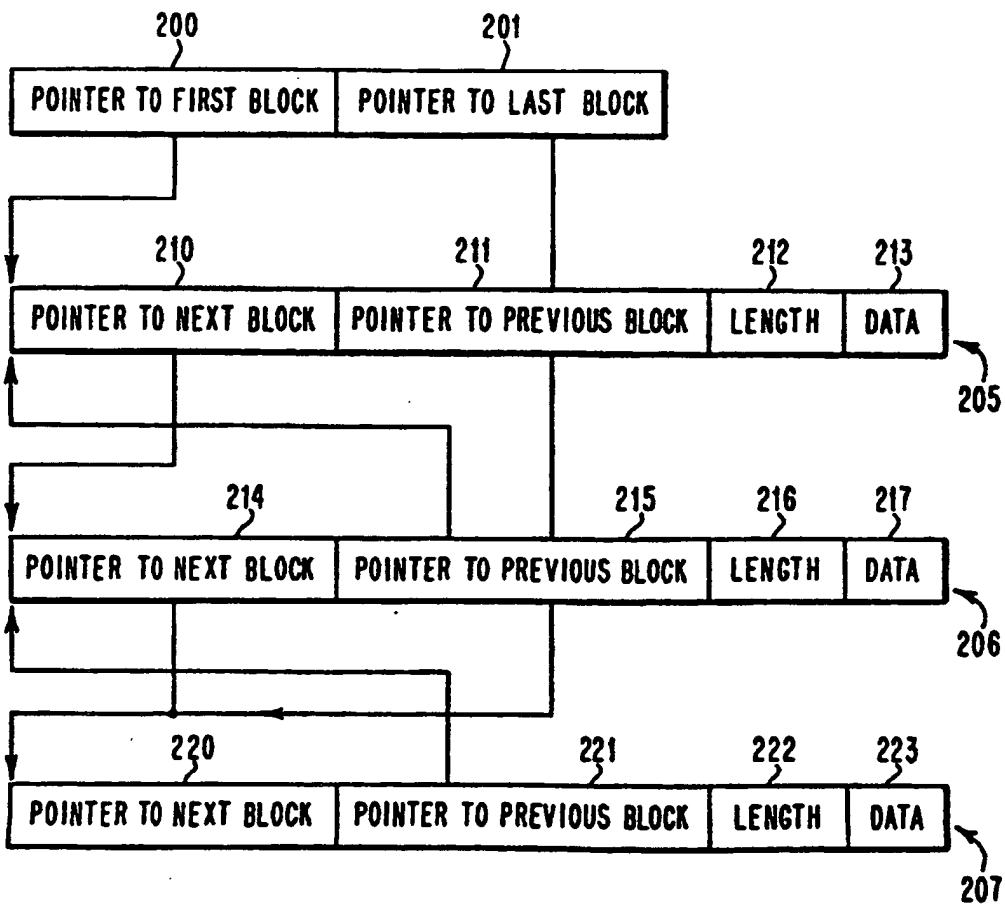 200 201
POINTER TO FIRST BLOCK POINTER TO LAST BLOCK
210 211 212 213
POINTER TO NEXT BLOCK POINTER TO PREVIOUS BLOCK LENGTH DATA
205
214 215 216 217
POINTER TO NEXT BLOCK POINTER TO PREVIOUS BLOCK LENGTH DATA
206
220 221 222 223
POINTER TO NEXT BLOCK POINTER TO PREVIOUS BLOCK LENGTH DATA
207